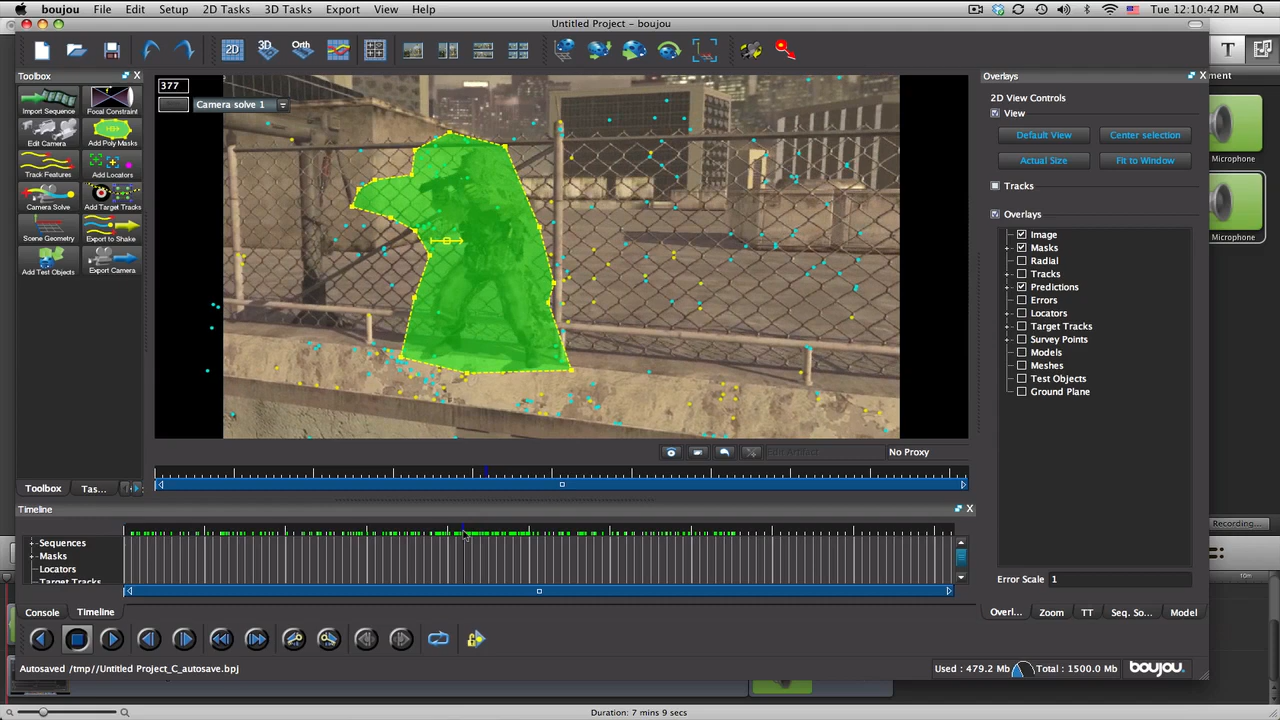 boujou File Edit Setup 2D Tasks 3D Tasks Export View Help
Tue 12:10:42 PM
Untitled Project - boujou
2D 3D Orth
T
Toolbox
Import Sequence Focal Constraint
Edit Camera Add Poly Masks
Track Features Add Locators
Camera Solve Add Target Tracks
Scene Geometry Export to Shake
Add Test Objects Export Camera
Toolbox Tas...
377
Camera solve 1
Edit Artifact No Proxy
Overlays
2D View Controls
View
Default View Center selection
Actual Size Fit to Window
Tracks
Overlays
Image
Masks
Radial
Tracks
Predictions
Errors
Locators
Target Tracks
Survey Points
Models
Meshes
Test Objects
Ground Plane
Error Scale 1
Overl... Zoom TT Seq. So... Model
ment
Microphone
Microphone
Recording...
10m
Timeline
Sequences
Masks
Locators
Target Tracks
Console Timeline
Autosaved /tmp//Untitled Project_C_autosave.bpj
Used : 479.2 Mb Total : 1500.0 Mb boujou
Duration: 7 mins 9 secs